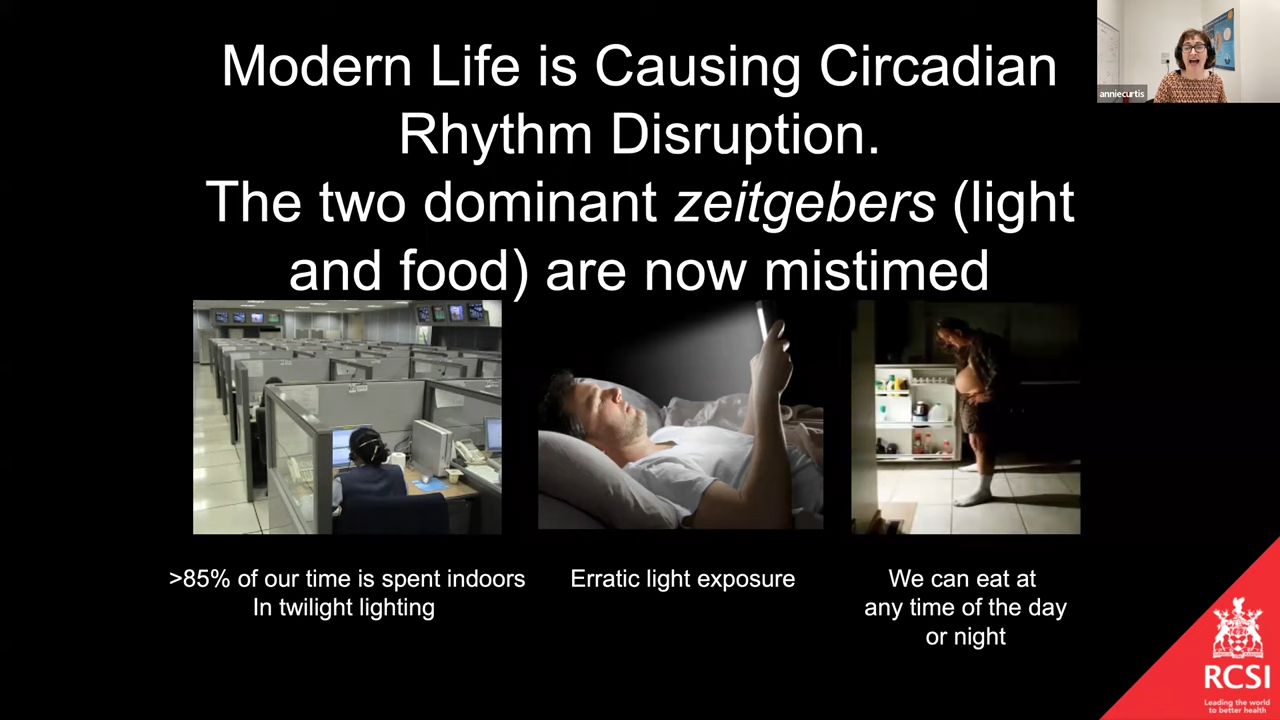 Modern Life is Causing Circadian
Rhythm Disruption.
The two dominant zeitgebers (light
and food) are now mistimed
anniecurtis
>85% of our time is spent indoors
In twilight lighting
Erratic light exposure
We can eat at
any time of the day
or night
RCSI
Leading the world
to better health